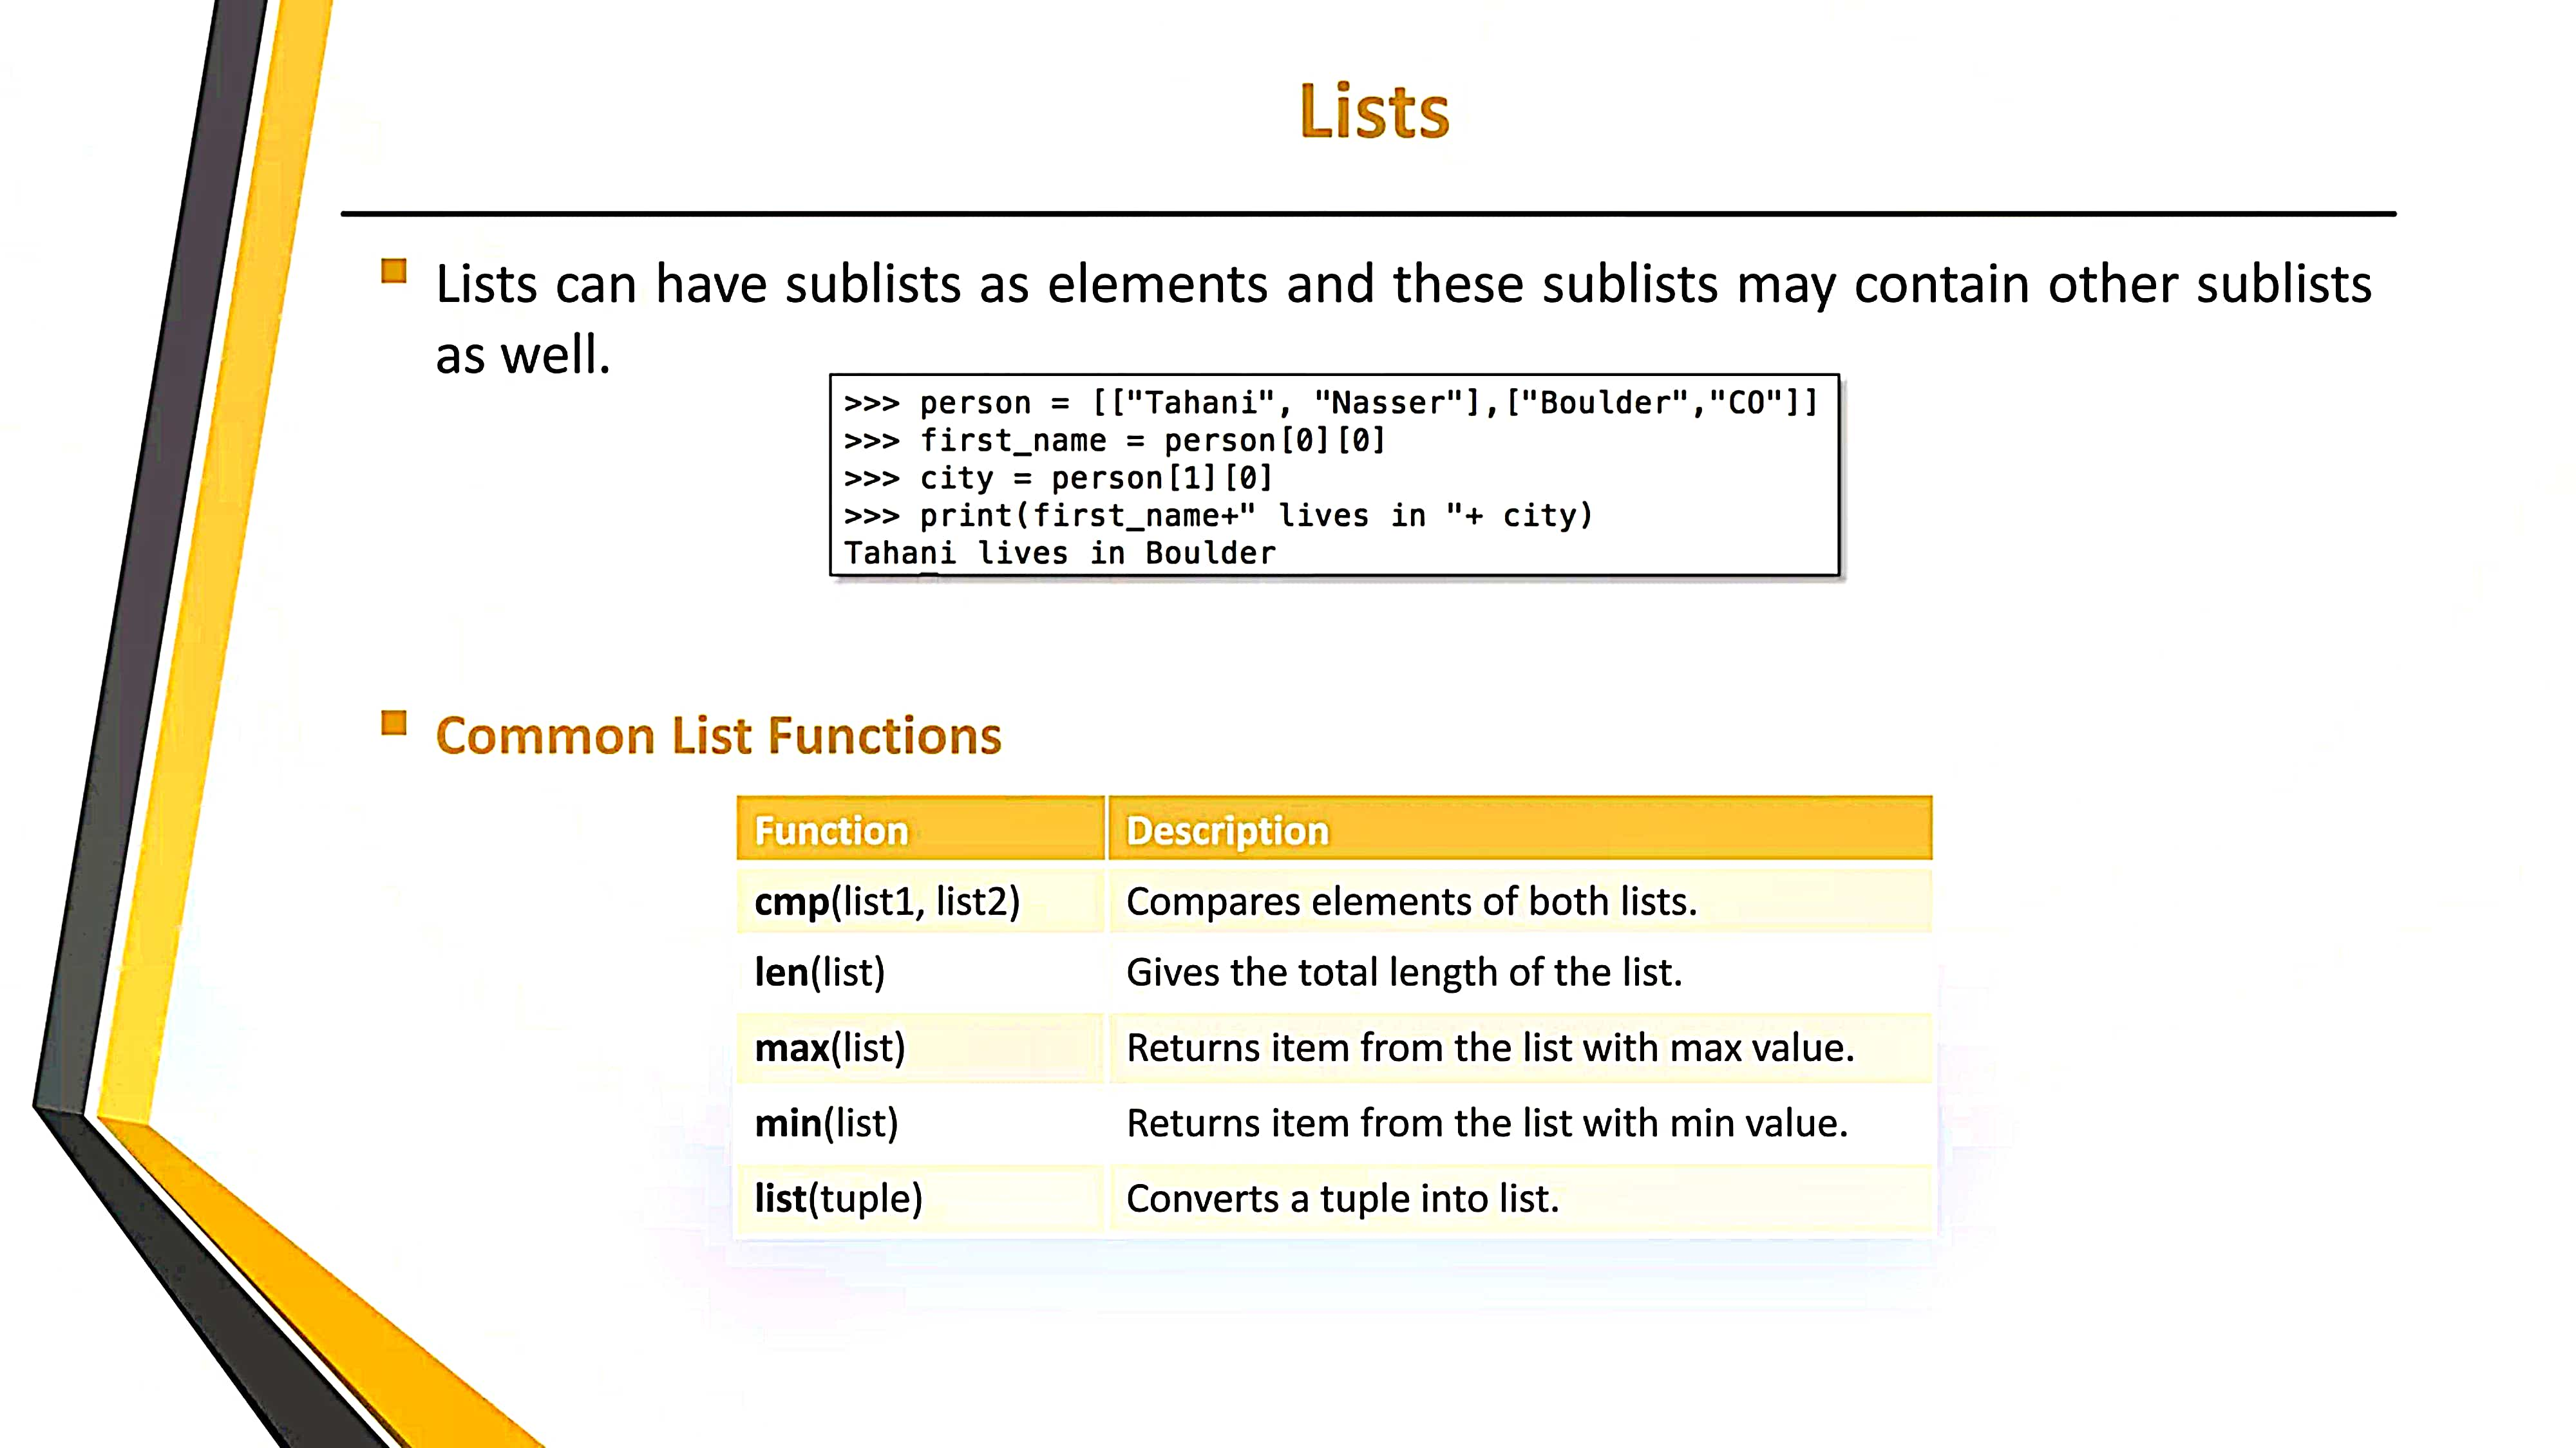 Lists
Lists can have sublists as elements and these sublists may contain other sublists
as well.
>>> person = [["Tahani", "Nasser"],["Boulder","CO"]]
>>> first_name = person[0][0]
>>> city = person[1][0]
>>> print(first_name+" lives in "+ city)
Tahani lives in Boulder
Common List Functions
Function Description
cmp(list1, list2) Compares elements of both lists.
len(list) Gives the total length of the list.
max(list) Returns item from the list with max value.
min(list) Returns item from the list with min value.
list(tuple) Converts a tuple into list.